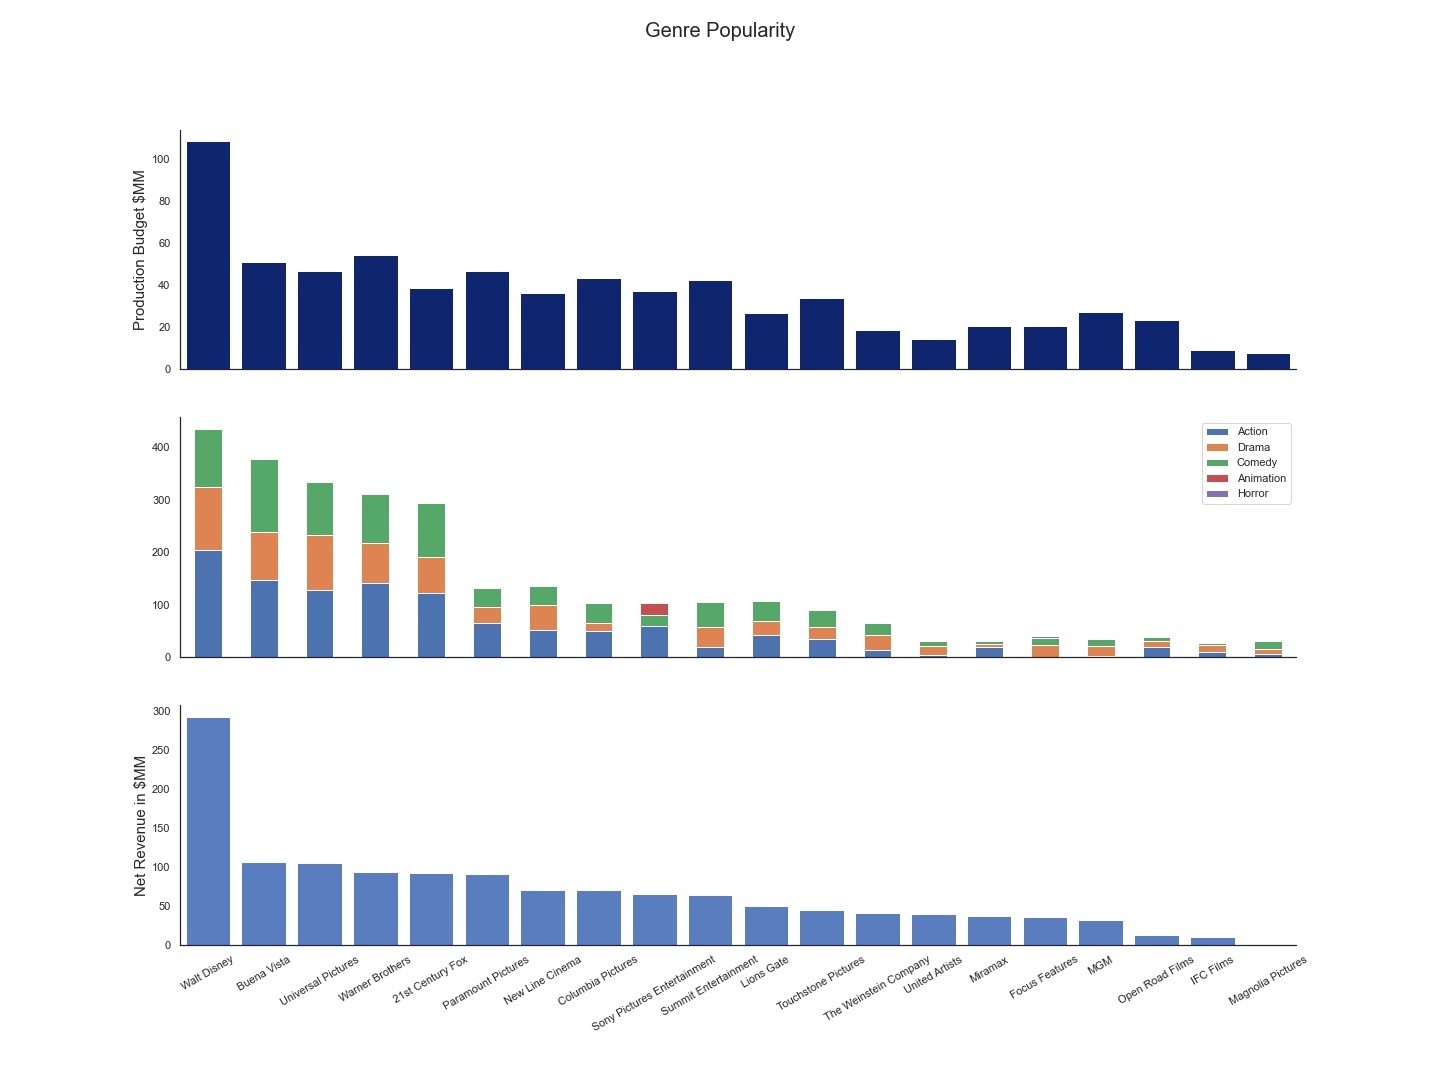 Genre Popularity
Production Budget $MM
100
80
60
40
20
0
400
300
200
100
0
Action
Drama
Comedy
Animation
Horror
Net Revenue in $MM
300
250
200
150
100
50
0
Walt Disney
Buena Vista
Universal Pictures
Warner Brothers
21st Century Fox
Paramount Pictures
New Line Cinema
Columbia Pictures
Sony Pictures Entertainment
Summit Entertainment
Lions Gate
Touchstone Pictures
The Weinstein Company
United Artists
Miramax
Focus Features
MGM
Open Road Films
IFC Films
Magnolia Pictures